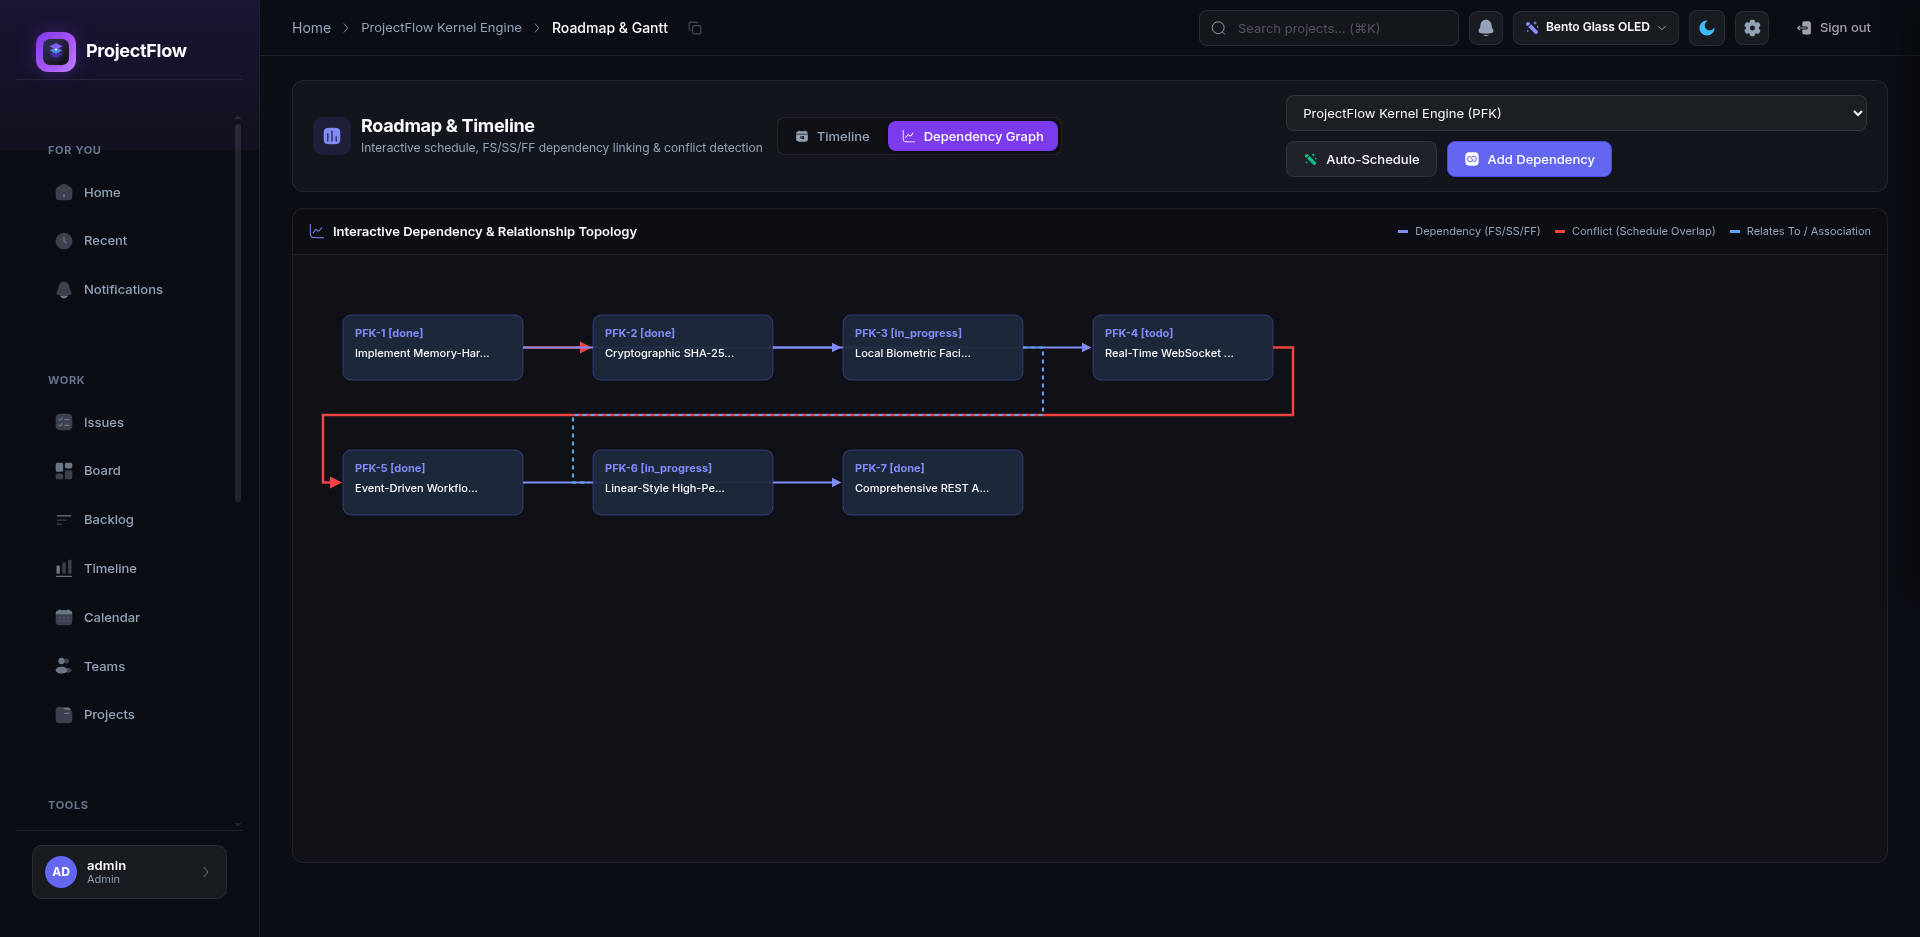 ProjectFlow
Home
ProjectFlow Kernel Engine
Roadmap & Gantt
Search projects... (⌘K)
Bento Glass OLED
Sign out
FOR YOU
Home
Recent
Notifications
WORK
Issues
Board
Backlog
Timeline
Calendar
Teams
Projects
TOOLS
AD
admin
Admin
Roadmap & Timeline
Interactive schedule, FS/SS/FF dependency linking & conflict detection
Timeline
Dependency Graph
ProjectFlow Kernel Engine (PFK)
Auto-Schedule
Add Dependency
Interactive Dependency & Relationship Topology
Dependency (FS/SS/FF)
Conflict (Schedule Overlap)
Relates To / Association
PFK-1 [done]
Implement Memory-Har...
PFK-2 [done]
Cryptographic SHA-25...
PFK-3 [in_progress]
Local Biometric Faci...
PFK-4 [todo]
Real-Time WebSocket ...
PFK-5 [done]
Event-Driven Workflo...
PFK-6 [in_progress]
Linear-Style High-Pe...
PFK-7 [done]
Comprehensive REST A...